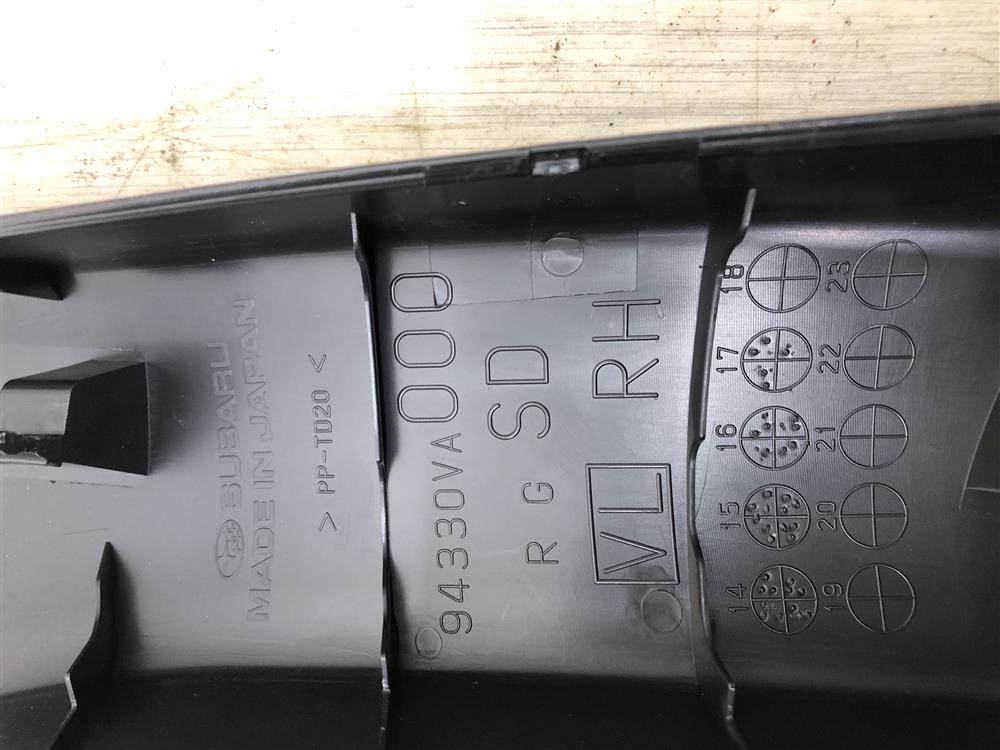 SUBARU
MADE IN JAPAN
> PP-TD20 <
94330VA000
R G SD
VL RH
14 15 16 17 18
19 20 21 22 23